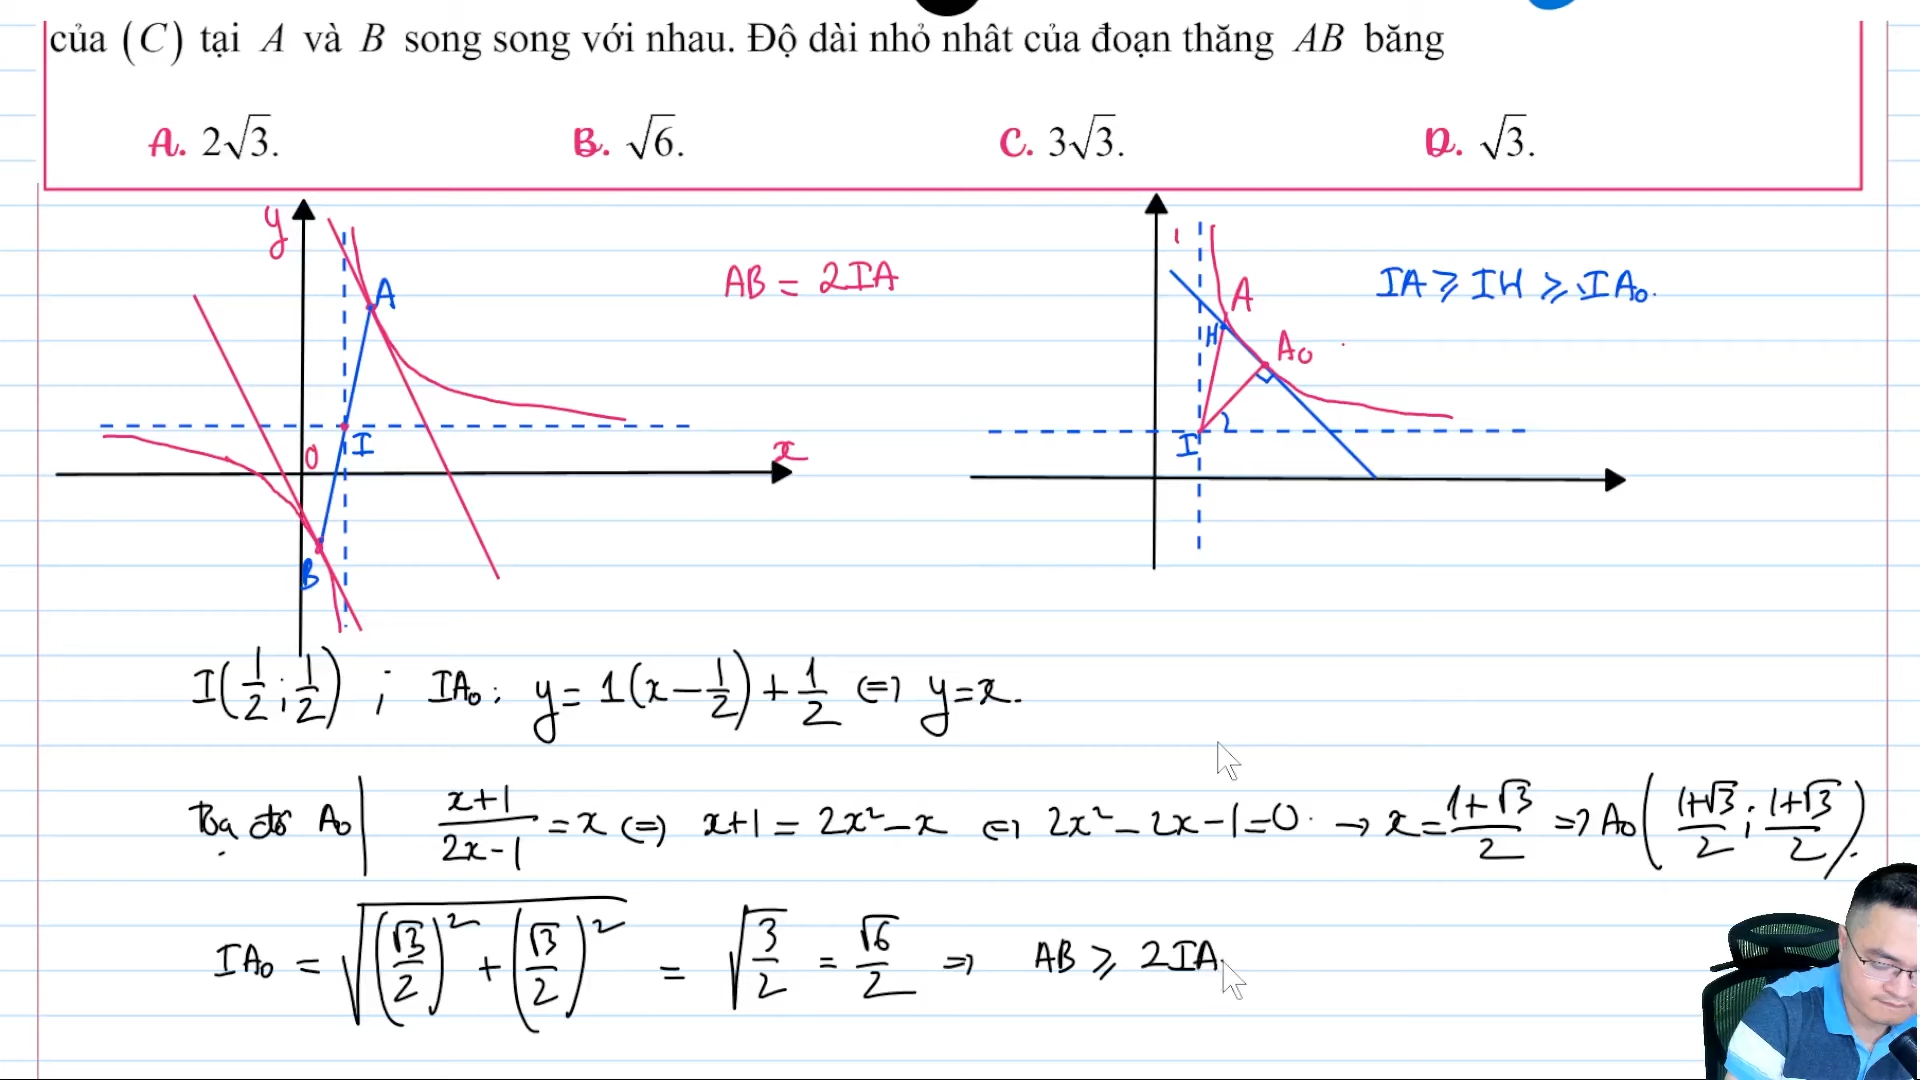 của (C) tại A và B song song với nhau. Độ dài nhỏ nhất của đoạn thẳng AB bằng
A. 2√3. B. √6. C. 3√3. D. √3.
y
A
AB = 2IA
I
O
x
B
A
IA ⩾ IH ⩾ IA₀.
H
A₀
I
2
I(1/2; 1/2) ; IA₀: y = 1(x − 1/2) + 1/2 ⇔ y = x.
Tọa độ A₀ | (x+1)/(2x−1) = x ⇔ x+1 = 2x² − x ⇔ 2x² − 2x − 1 = 0. → x = (1+√3)/2 ⇒ A₀((1+√3)/2; (1+√3)/2).
IA₀ = √((√3/2)² + (√3/2)²) = √(3/2) = √6/2 ⇒ AB ⩾ 2IA